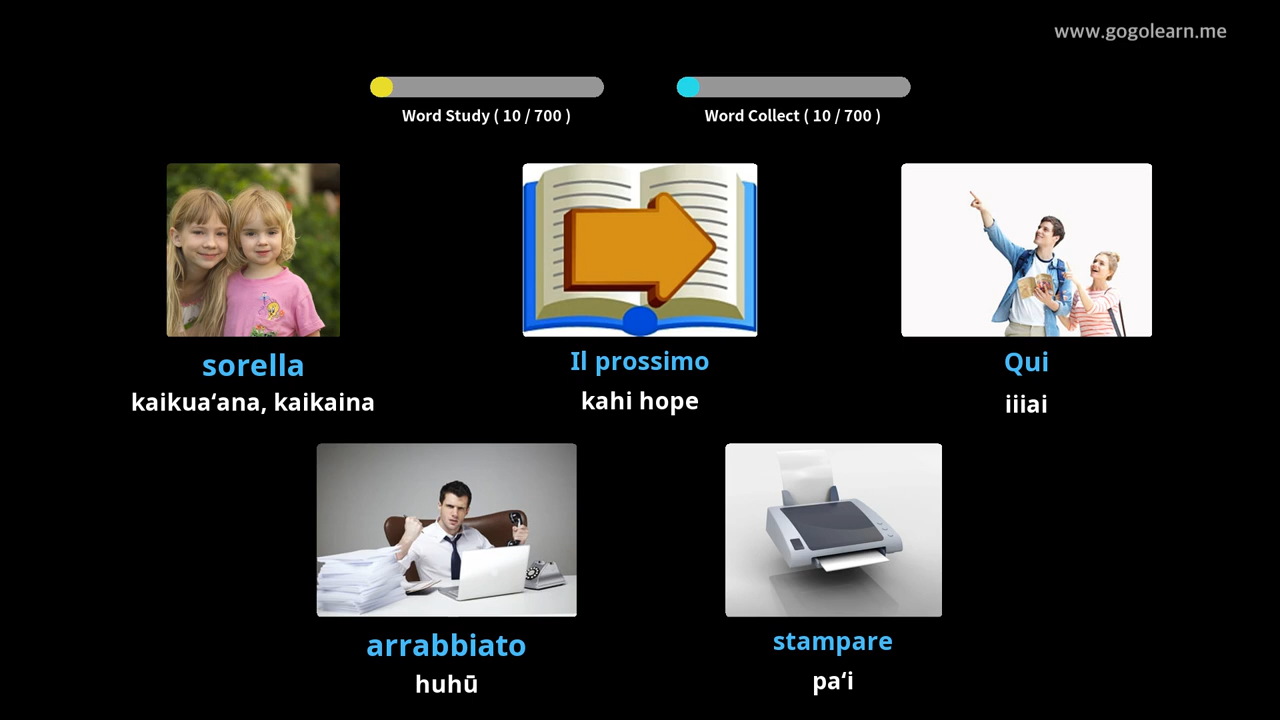 www.gogolearn.me
Word Study ( 10 / 700 )
Word Collect ( 10 / 700 )
sorella
kaikuaʻana, kaikaina
Il prossimo
kahi hope
Qui
iiiai
arrabbiato
huhū
stampare
paʻi